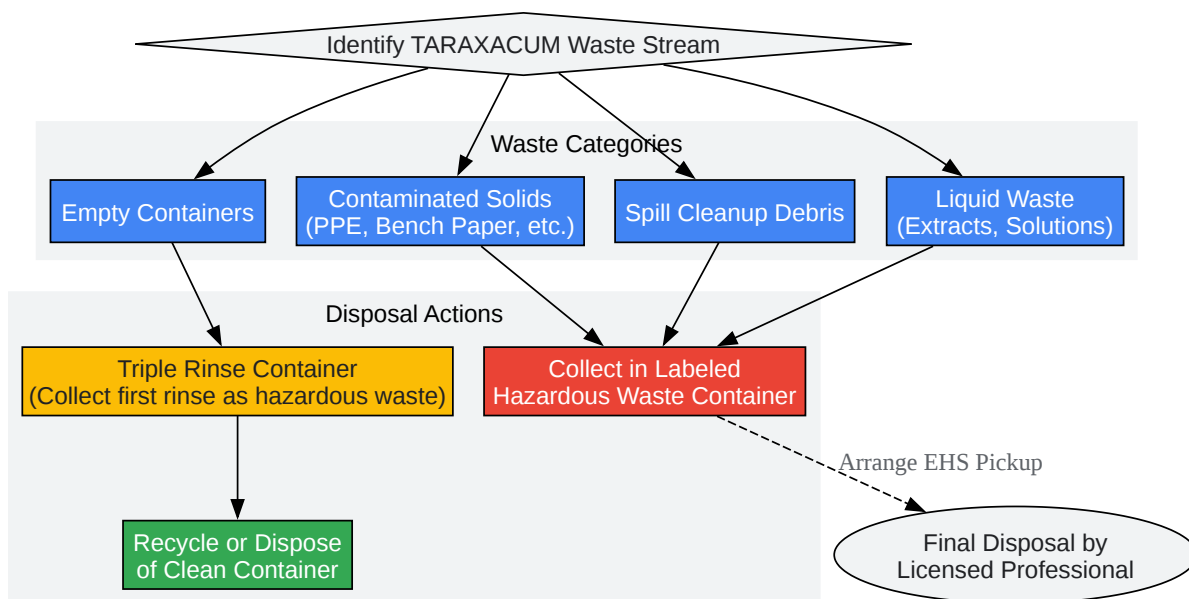 Identify TARAXACUM Waste Stream
Waste Categories
Empty Containers
Contaminated Solids
(PPE, Bench Paper, etc.)
Spill Cleanup Debris
Liquid Waste
(Extracts, Solutions)
Disposal Actions
Triple Rinse Container
(Collect first rinse as hazardous waste)
Collect in Labeled
Hazardous Waste Container
Arrange EHS Pickup
Recycle or Dispose
of Clean Container
Final Disposal by
Licensed Professional